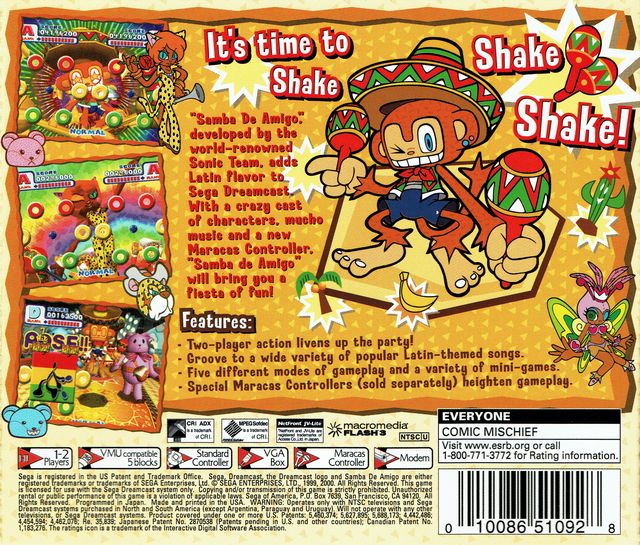 It's time to
Shake
Shake
Shake!
"Samba De Amigo,"
developed by the
world-renowned
Sonic Team, adds
Latin flavor to
Sega Dreamcast.
With a crazy cast
of characters, mucho
music and a new
Maracas Controller,
"Samba de Amigo"
will bring you a
fiesta of fun!
NORMAL
NORMAL
Features:
- Two-player action livens up the party!
- Groove to a wide variety of popular Latin-themed songs.
- Five different modes of gameplay and a variety of mini-games.
- Special Maracas Controllers (sold separately) heighten gameplay.
CRI ADX
is a trademark
of CRI.
MPEG Sofdec
is a trademark
of CRI.
NetFront JV-Lite
macromedia
FLASH 3
NTSC U
1-2
Players
VMU compatible
5 blocks
Standard
Controller
VGA
Box
Maracas
Controller
Modem
EVERYONE
COMIC MISCHIEF
Visit www.esrb.org or call
1-800-771-3772 for Rating information.
Sega is registered in the US Patent and Trademark Office. Sega, Dreamcast, the Dreamcast logo and Samba De Amigo are either
registered trademarks or trademarks of SEGA Enterprises, Ltd. © SEGA ENTERPRISES, LTD., 1999, 2000. All Rights Reserved. This game
is licensed for use with the Sega Dreamcast system only. Copying and/or transmission of this game is strictly prohibited. Unauthorized
rental or public performance of this game is a violation of applicable laws. Sega of America, P.O. Box 7639, San Francisco, CA 94120. All
Rights Reserved. Programmed in Japan. Made and printed in the USA. WARNING: Operates only with NTSC televisions and Sega
Dreamcast systems purchased in North and South America (except Argentina, Paraguay and Uruguay). Will not operate with any other
televisions, or Sega Dreamcast systems. Product covered under one or more U.S. Patents: 5,460,374; 5,627,895; 5,688,173; 4,442,486;
4,454,594; 4,462,076; Re. 35,839; Japanese Patent No. 2870538 (Patents pending in U.S. and other countries); Canadian Patent No.
1,183,276. The ratings icon is a trademark of the Interactive Digital Software Association.
0 10086 51092 8